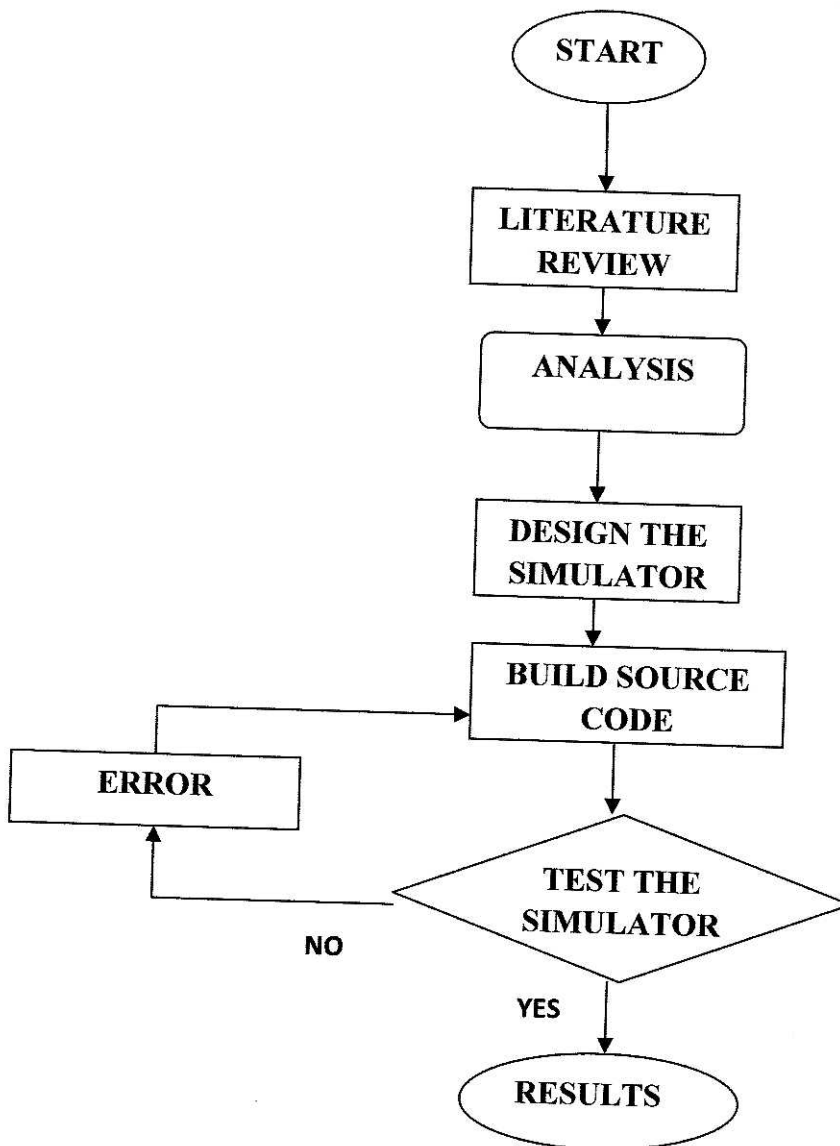 START
LITERATURE
REVIEW
ANALYSIS
DESIGN THE
SIMULATOR
BUILD SOURCE
CODE
ERROR
TEST THE
SIMULATOR
NO
YES
RESULTS